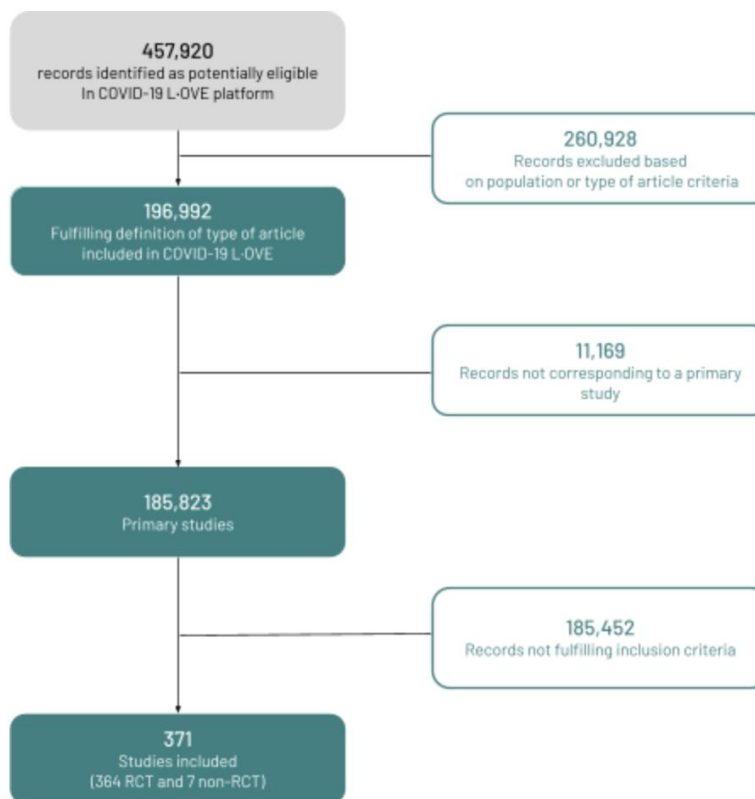 457,920
records identified as potentially eligible
In COVID-19 L·OVE platform
260,928
Records excluded based
on population or type of article criteria
196,992
Fulfilling definition of type of article
included in COVID-19 L·OVE
11,169
Records not corresponding to a primary
study
185,823
Primary studies
185,452
Records not fulfilling inclusion criteria
371
Studies included
(364 RCT and 7 non-RCT)